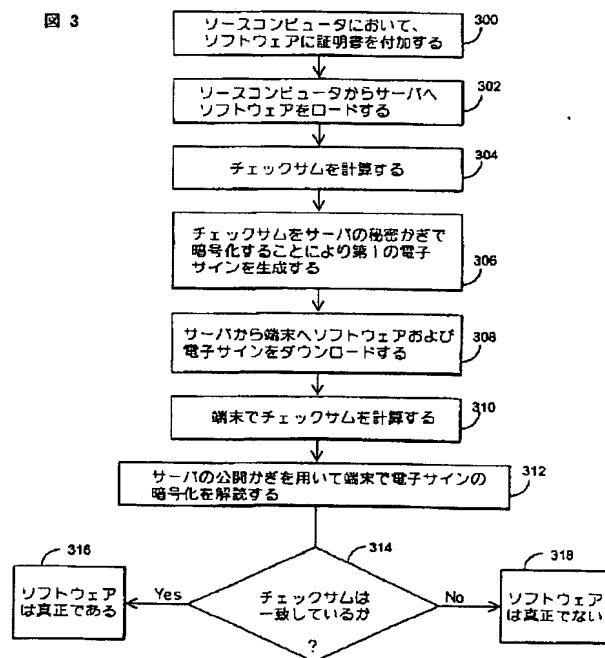 図 3
ソースコンピュータにおいて、
ソフトウェアに証明書を付加する
300
ソースコンピュータからサーバへ
ソフトウェアをロードする
302
チェックサムを計算する
304
チェックサムをサーバの秘密かぎで
暗号化することにより第1の電子
サインを生成する
306
サーバから端末へソフトウェアおよび
電子サインをダウンロードする
308
端末でチェックサムを計算する
310
サーバの公開かぎを用いて端末で電子サインの
暗号化を解読する
312
314
チェックサムは
一致しているか
?
Yes
316
ソフトウェア
は真正である
No
318
ソフトウェア
は真正でない